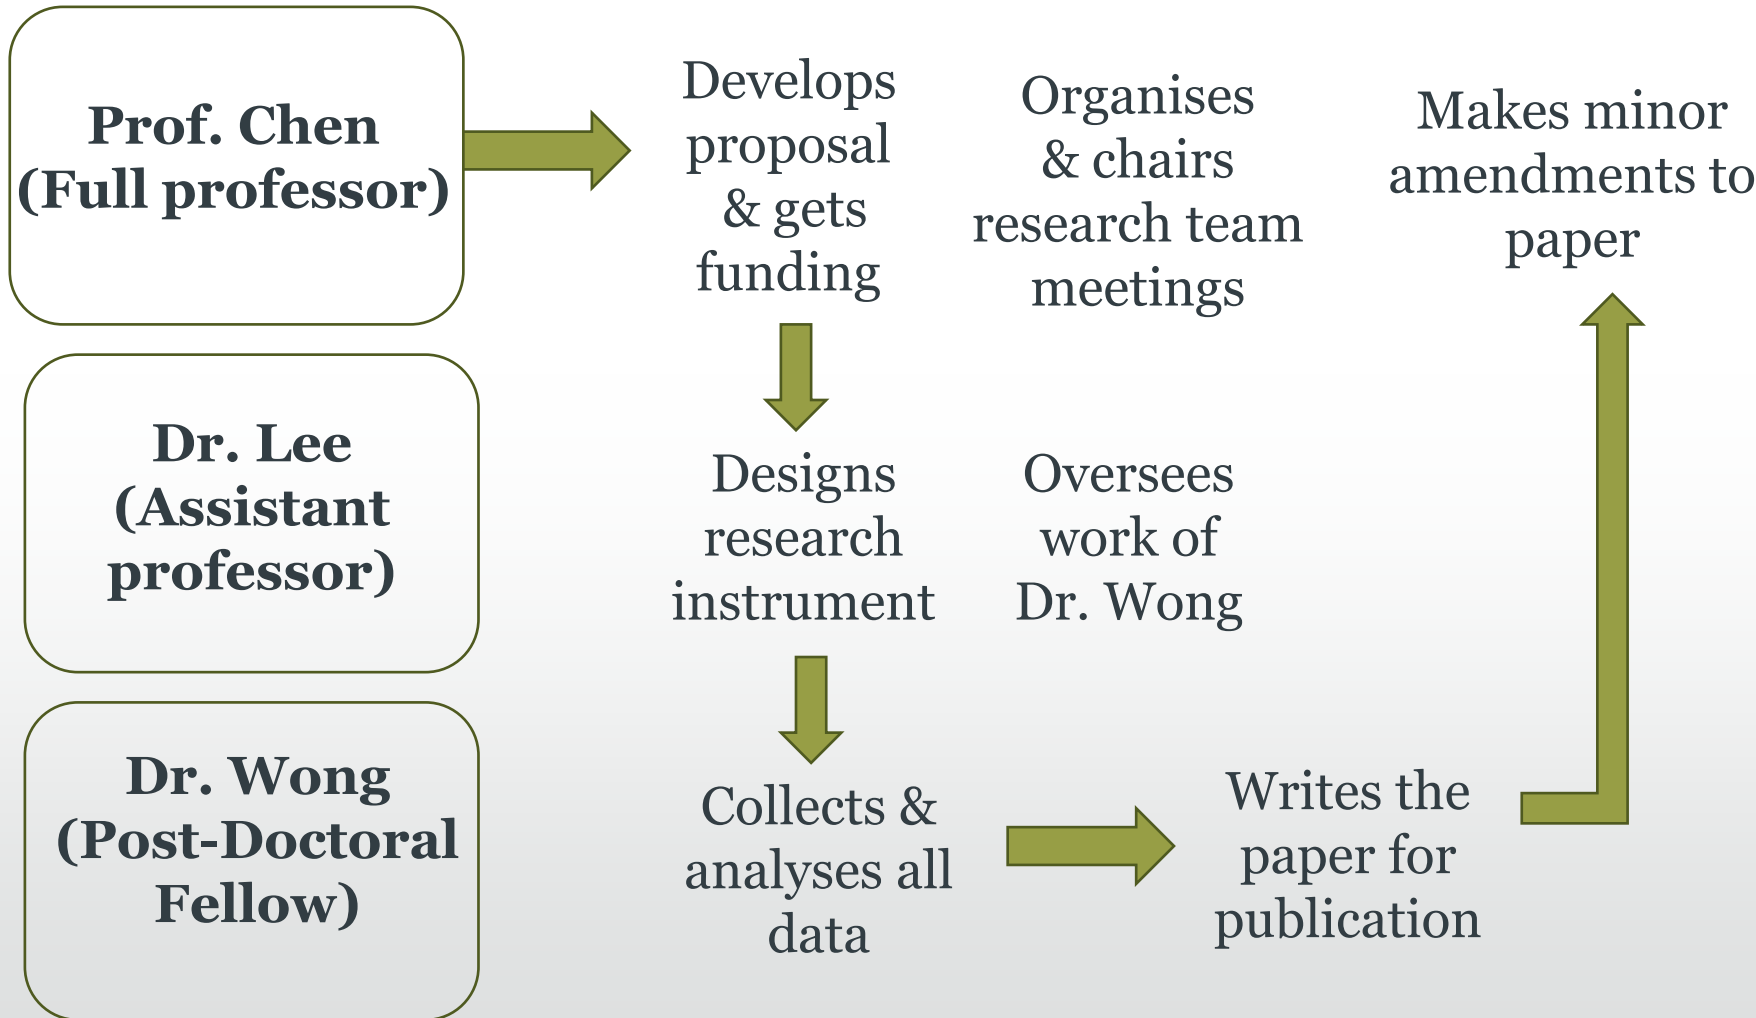 Prof. Chen
(Full professor)
Develops
proposal
& gets
funding
Organises
& chairs
research team
meetings
Makes minor
amendments to
paper
Dr. Lee
(Assistant
professor)
Designs
research
instrument
Oversees
work of
Dr. Wong
Dr. Wong
(Post-Doctoral
Fellow)
Collects &
analyses all
data
Writes the
paper for
publication